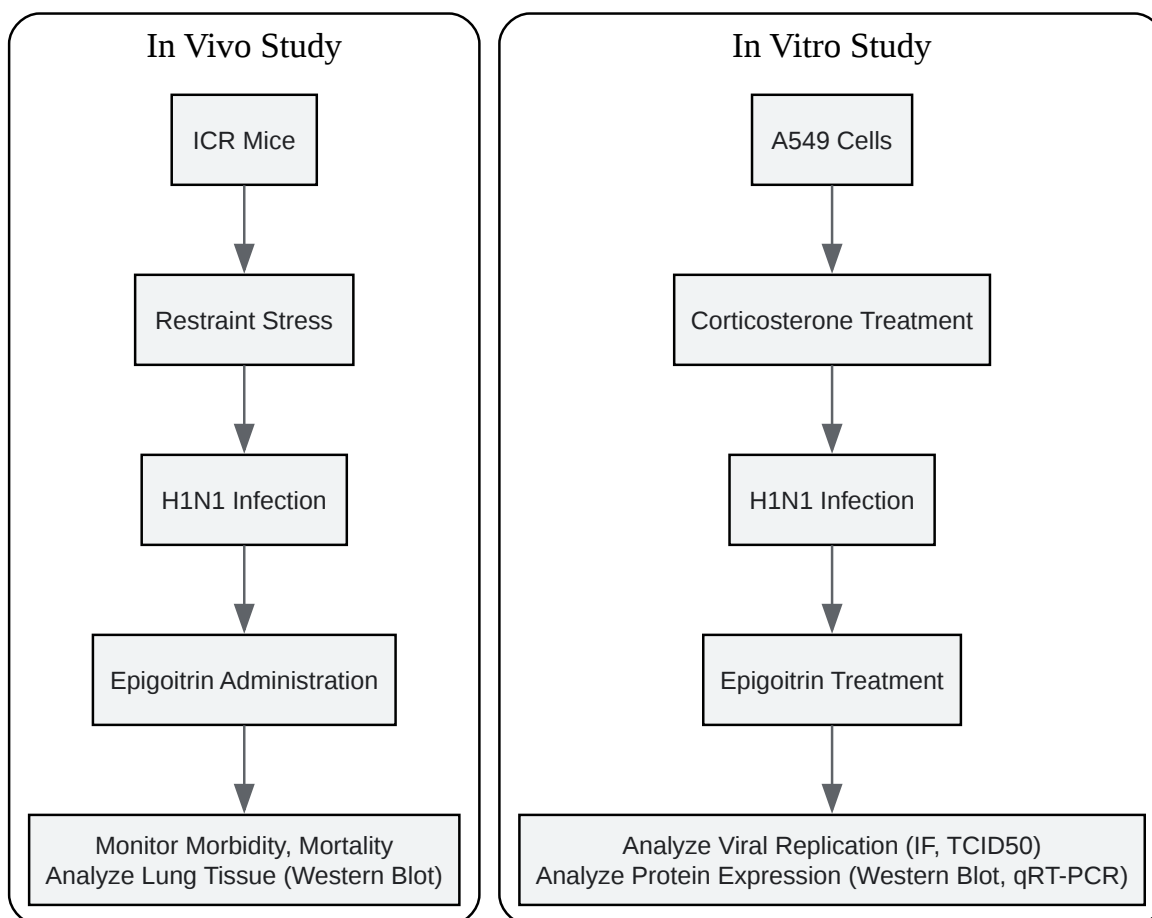 In Vivo Study
ICR Mice
Restraint Stress
H1N1 Infection
Epigoitrin Administration
Monitor Morbidity, Mortality
Analyze Lung Tissue (Western Blot)
In Vitro Study
A549 Cells
Corticosterone Treatment
H1N1 Infection
Epigoitrin Treatment
Analyze Viral Replication (IF, TCID50)
Analyze Protein Expression (Western Blot, qRT-PCR)